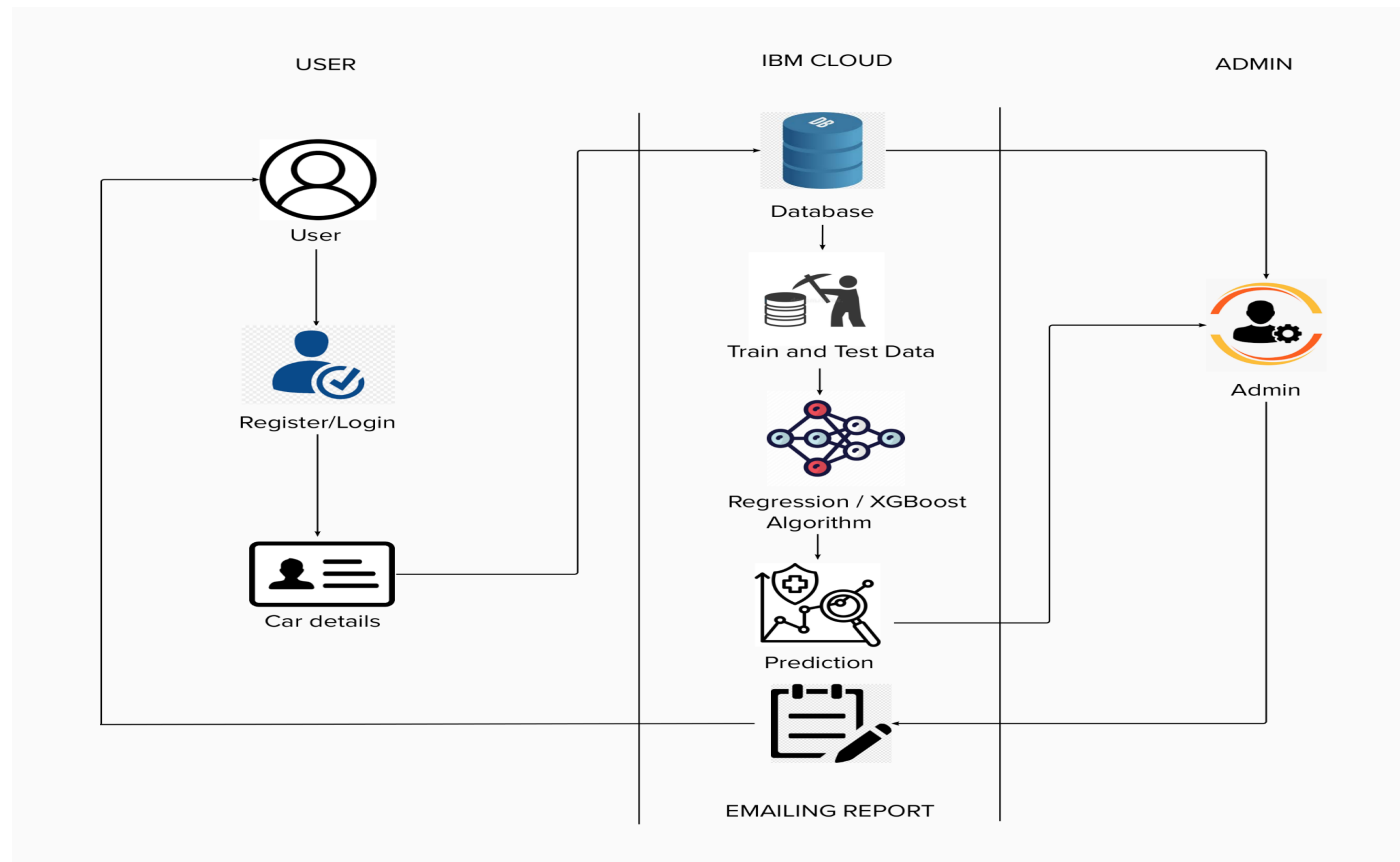 USER
IBM CLOUD
ADMIN
DB
User
Register/Login
Car details
Database
Train and Test Data
Regression / XGBoost
Algorithm
Prediction
EMAILING REPORT
Admin